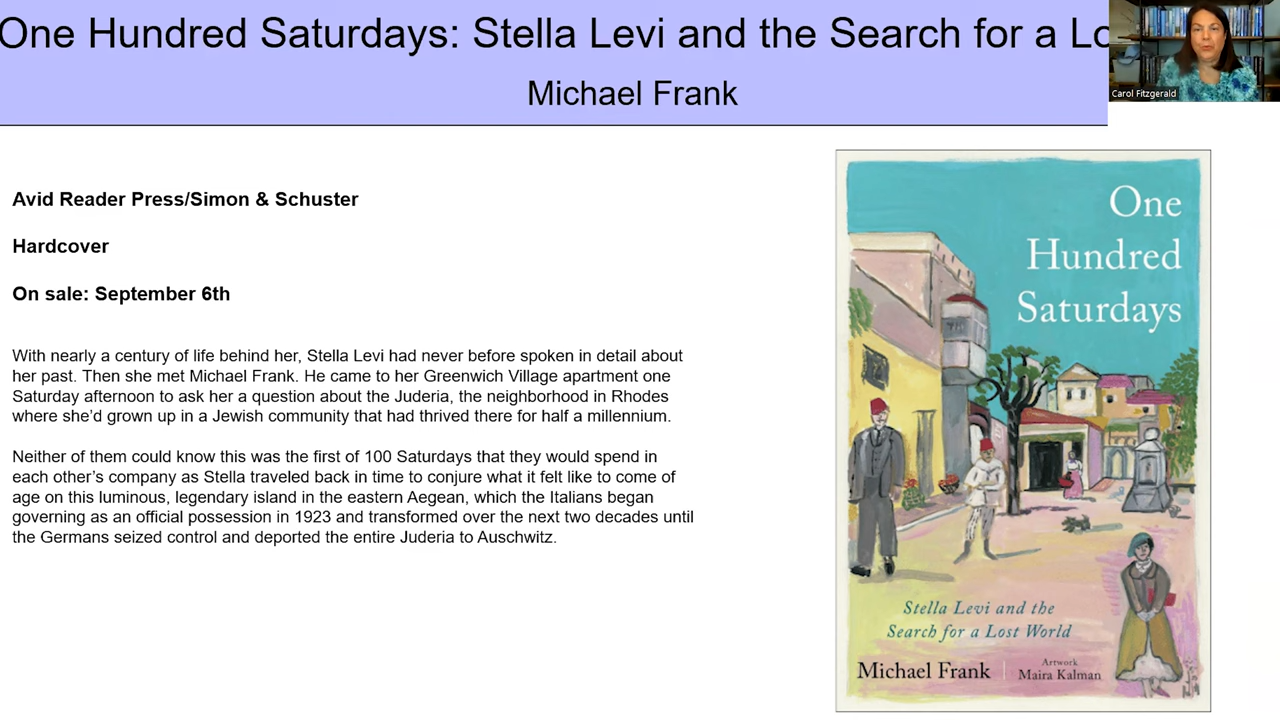 One Hundred Saturdays: Stella Levi and the Search for a Lo
Michael Frank
Carol Fitzgerald
Avid Reader Press/Simon & Schuster
Hardcover
On sale: September 6th
With nearly a century of life behind her, Stella Levi had never before spoken in detail about
her past. Then she met Michael Frank. He came to her Greenwich Village apartment one
Saturday afternoon to ask her a question about the Juderia, the neighborhood in Rhodes
where she’d grown up in a Jewish community that had thrived there for half a millennium.
Neither of them could know this was the first of 100 Saturdays that they would spend in
each other’s company as Stella traveled back in time to conjure what it felt like to come of
age on this luminous, legendary island in the eastern Aegean, which the Italians began
governing as an official possession in 1923 and transformed over the next two decades until
the Germans seized control and deported the entire Juderia to Auschwitz.
One
Hundred
Saturdays
Stella Levi and the
Search for a Lost World
Michael Frank
Artwork
Maira Kalman